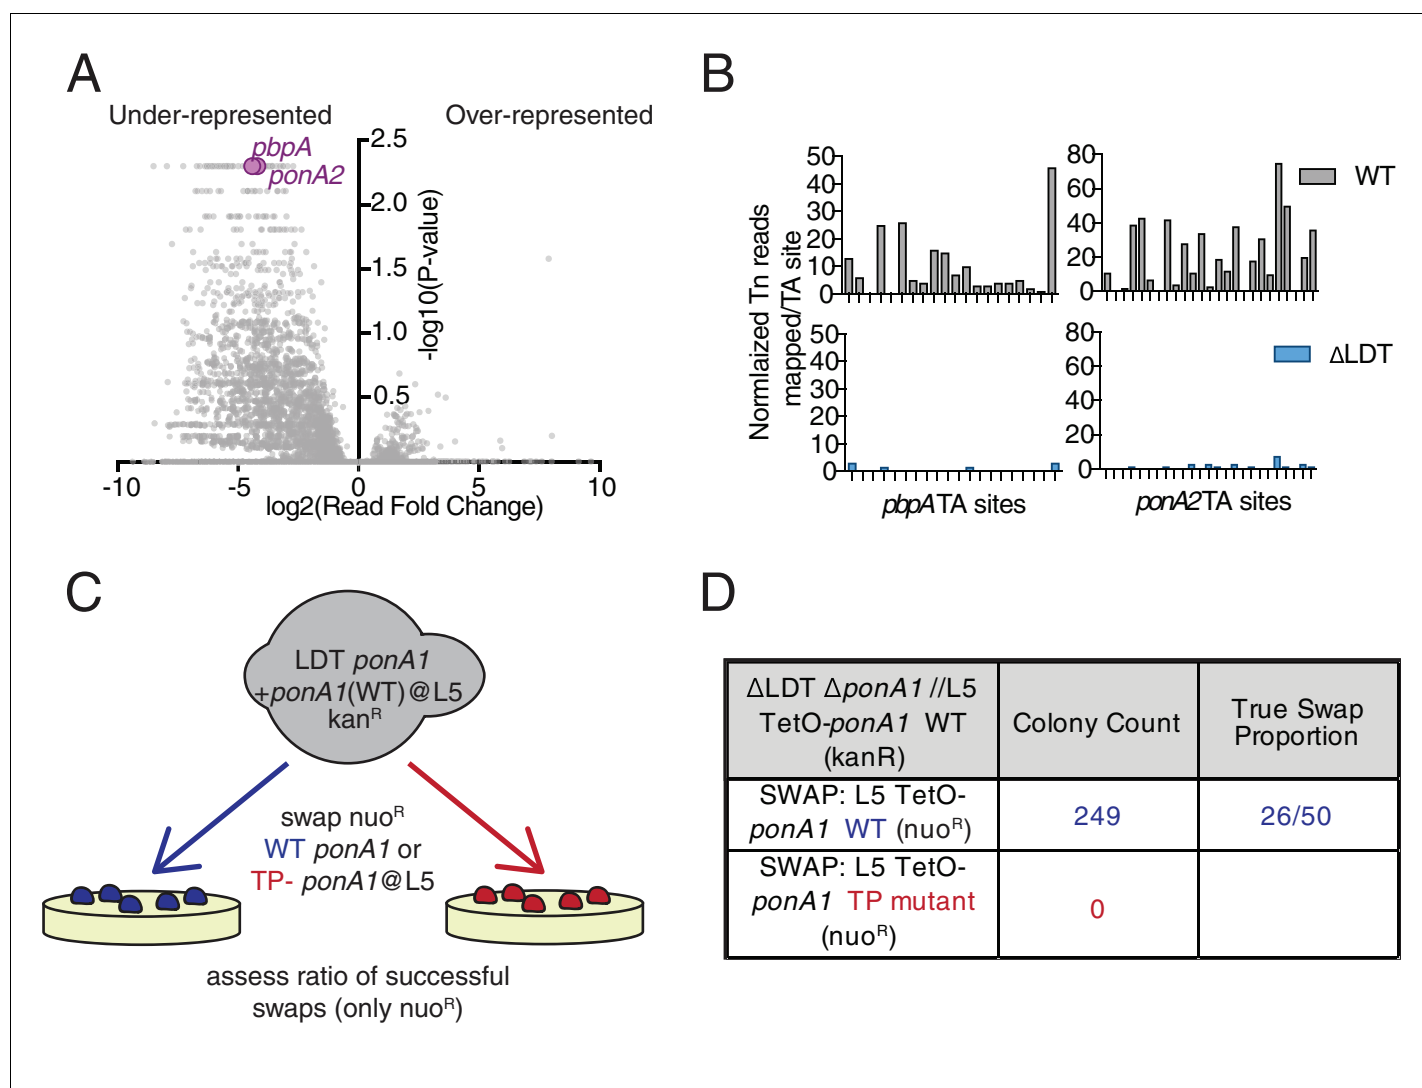 A
Under-represented
Over-represented
pbpA
ponA2
2.5
2.0
1.5
1.0
0.5
-log10(P-value)
-10
-5
0
5
10
log2(Read Fold Change)
B
Normlaized Tn reads
mapped/TA site
50
40
30
20
10
0
80
60
40
20
0
WT
50
40
30
20
10
0
80
60
40
20
0
ΔLDT
pbpATA sites
ponA2TA sites
C
LDT ponA1
+ponA1(WT)@L5
kanR
swap nuoR
WT ponA1 or
TP- ponA1@L5
assess ratio of successful
swaps (only nuoR)
D
ΔLDT ΔponA1 //L5
TetO-ponA1 WT
(kanR)
Colony Count
True Swap
Proportion
SWAP: L5 TetO-
ponA1 WT (nuoR)
249
26/50
SWAP: L5 TetO-
ponA1 TP mutant
(nuoR)
0